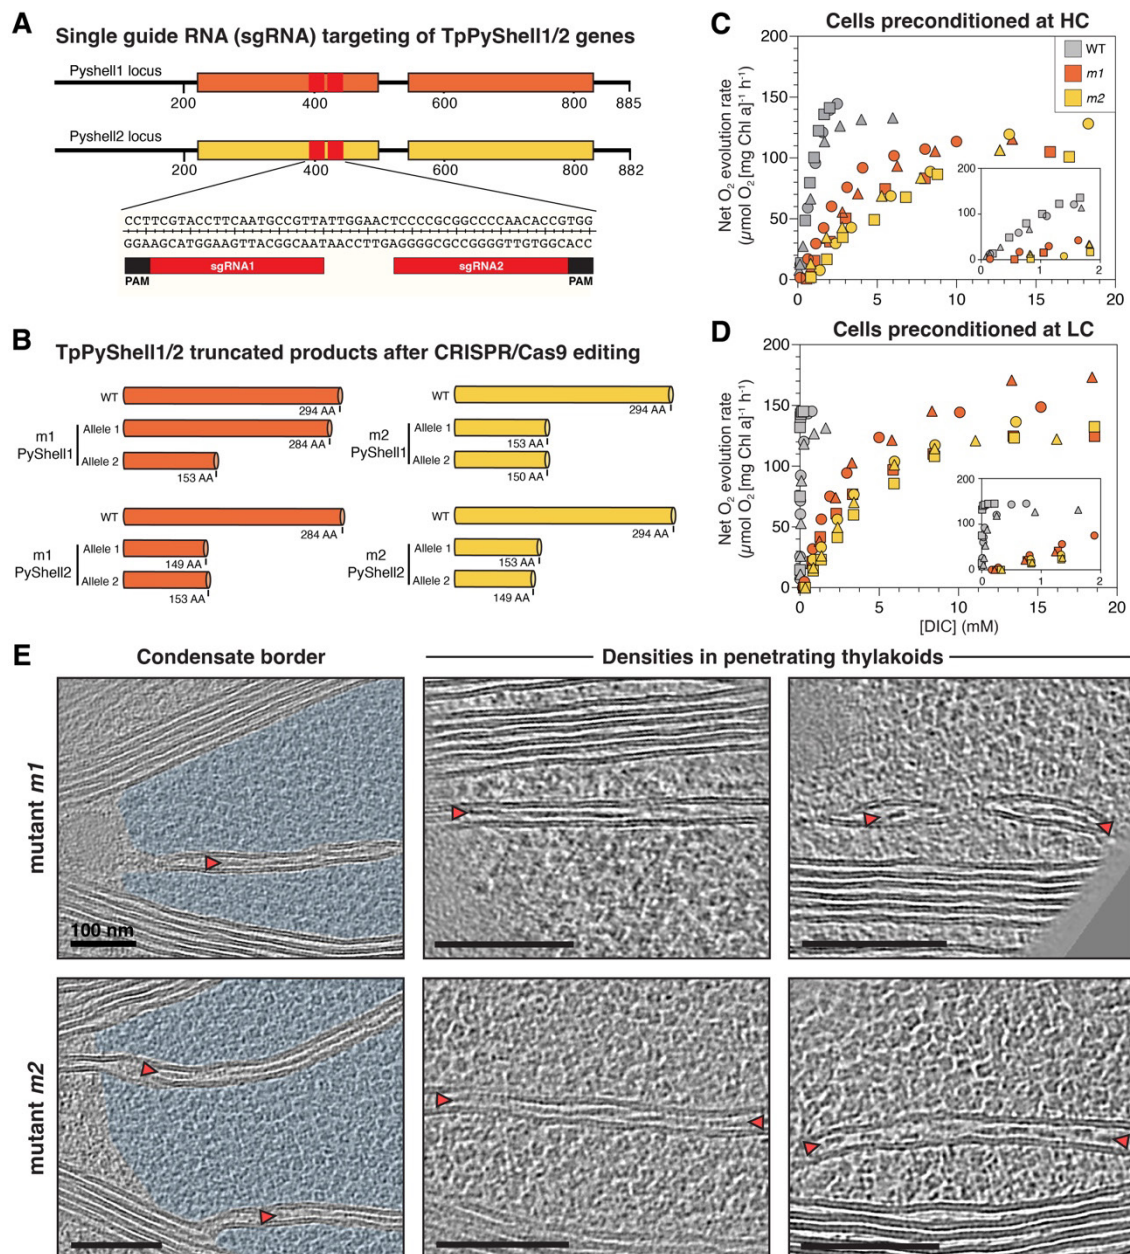 A
Single guide RNA (sgRNA) targeting of TpPyShell1/2 genes
Pyshell1 locus
200 400 600 800 885
Pyshell2 locus
200 400 600 800 882
CCTTCGTACCTTCAATGCCGTTATTGGAACTCCCCGCGGCCCCAACACCGTGG
GGAAGCATGGAAGTTACGGCAATAACCTTGAGGGGCGCCGGGGTTGTGGCACC
sgRNA1 sgRNA2
PAM PAM
B
TpPyShell1/2 truncated products after CRISPR/Cas9 editing
WT
294 AA
m1
PyShell1
Allele 1
284 AA
Allele 2
153 AA
WT
294 AA
m2
PyShell1
Allele 1
153 AA
Allele 2
150 AA
WT
284 AA
m1
PyShell2
Allele 1
149 AA
Allele 2
153 AA
WT
294 AA
m2
PyShell2
Allele 1
153 AA
Allele 2
149 AA
C
Cells preconditioned at HC
Net O2 evolution rate
(µmol O2 [mg Chl a]-1 h-1)
200
150
100
50
0
0 5 10 15 20
WT
m1
m2
200
100
0
0 1 2
D
Cells preconditioned at LC
Net O2 evolution rate
(µmol O2 [mg Chl a]-1 h-1)
200
150
100
50
0
0 5 10 15 20
[DIC] (mM)
200
100
0
0 1 2
E
Condensate border
Densities in penetrating thylakoids
mutant m1
100 nm
mutant m2